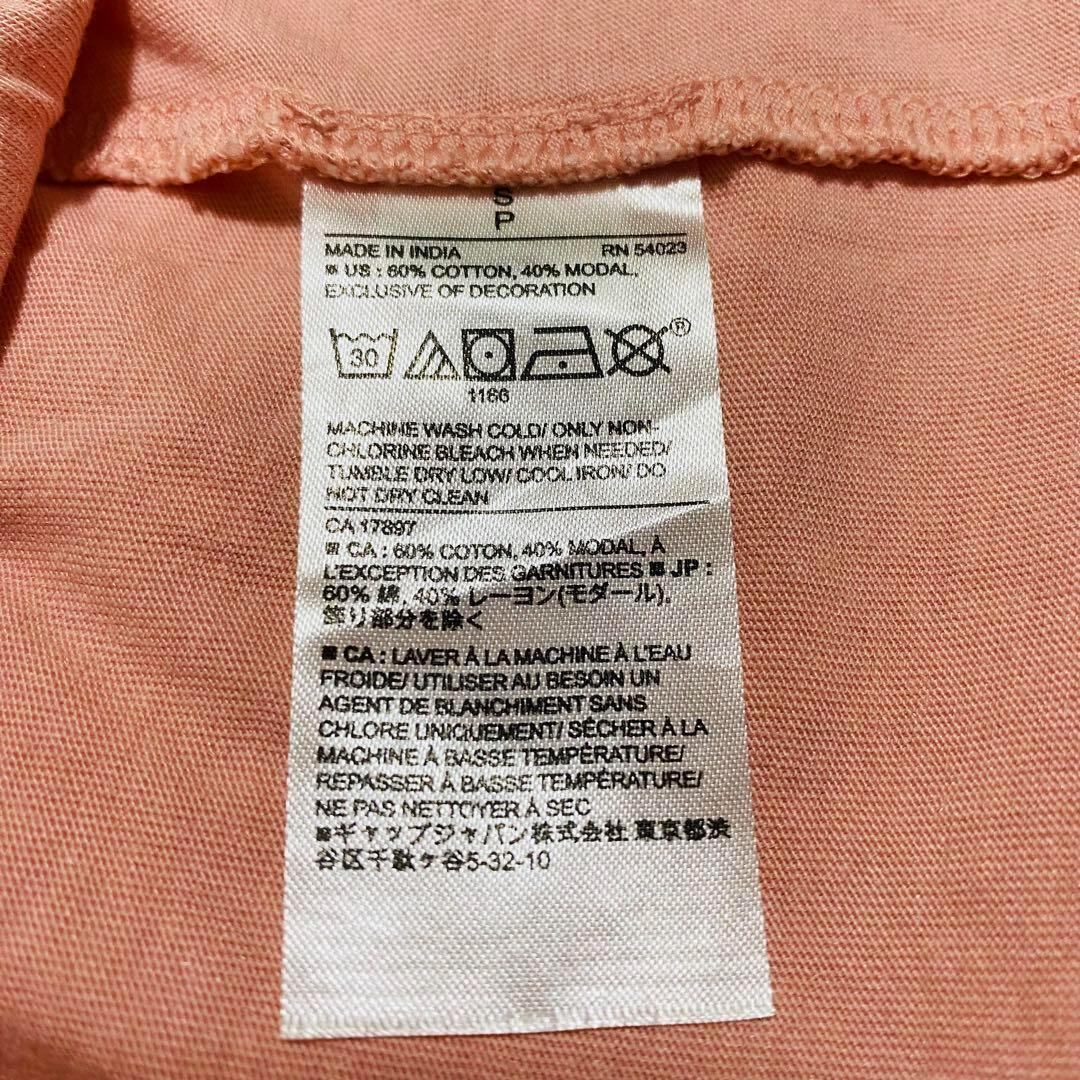 S
P
MADE IN INDIA RN 54023
■ US : 60% COTTON, 40% MODAL,
EXCLUSIVE OF DECORATION
30
®
1166
MACHINE WASH COLD/ ONLY NON-
CHLORINE BLEACH WHEN NEEDED/
TUMBLE DRY LOW/ COOL IRON/ DO
NOT DRY CLEAN
CA 17897
■ CA : 60% COTON, 40% MODAL, À
L'EXCEPTION DES GARNITURES ■ JP :
60% 綿, 40% レーヨン(モダール),
飾り部分を除く
■ CA : LAVER À LA MACHINE À L'EAU
FROIDE/ UTILISER AU BESOIN UN
AGENT DE BLANCHIMENT SANS
CHLORE UNIQUEMENT/ SÉCHER À LA
MACHINE À BASSE TEMPÉRATURE/
REPASSER À BASSE TEMPÉRATURE/
NE PAS NETTOYER À SEC
■ギャップジャパン株式会社 東京都渋
谷区千駄ヶ谷5-32-10